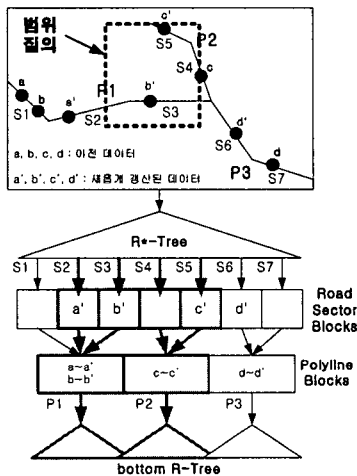 범위
질의
c'
S5
P2
a
P1
S4
c
b
a'
b'
S1
S2
S3
d'
a, b, c, d : 이전 데이터
S6
d
P3
S7
a', b', c', d' : 새롭게 갱신된 데이터
R*-Tree
S1 S2 S3 S4 S5 S6 S7
a' b' c' d'
Road
Sector
Blocks
a~a' c~c' d~d'
b~b'
Polyline
Blocks
P1 P2 P3
bottom R-Tree